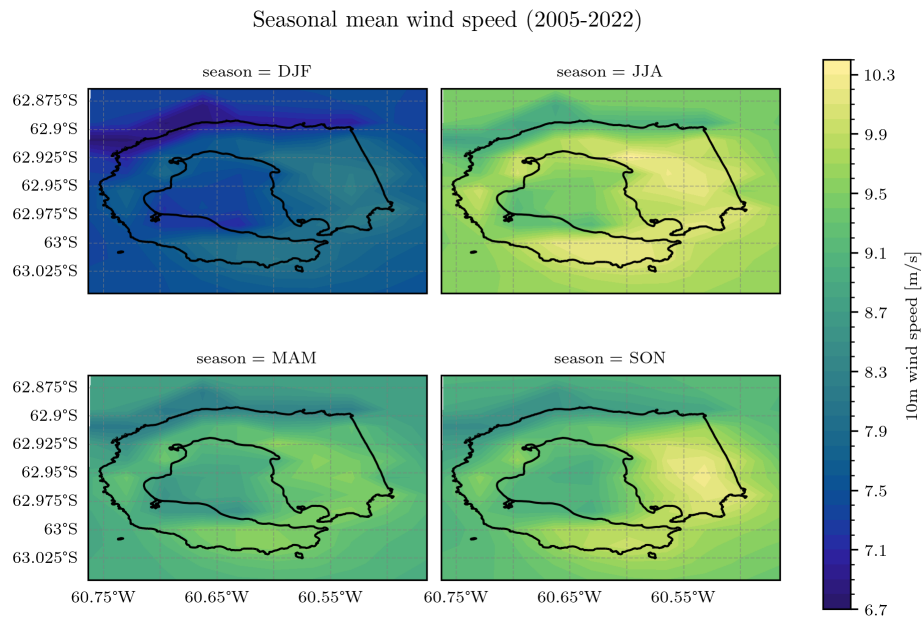 Seasonal mean wind speed (2005-2022)
season = DJF
season = JJA
62.875°S
62.9°S
62.925°S
62.95°S
62.975°S
63°S
63.025°S
season = MAM
season = SON
62.875°S
62.9°S
62.925°S
62.95°S
62.975°S
63°S
63.025°S
60.75°W
60.65°W
60.55°W
60.75°W
60.65°W
60.55°W
10.3
9.9
9.5
9.1
8.7
8.3
7.9
7.5
7.1
6.7
10m wind speed [m/s]